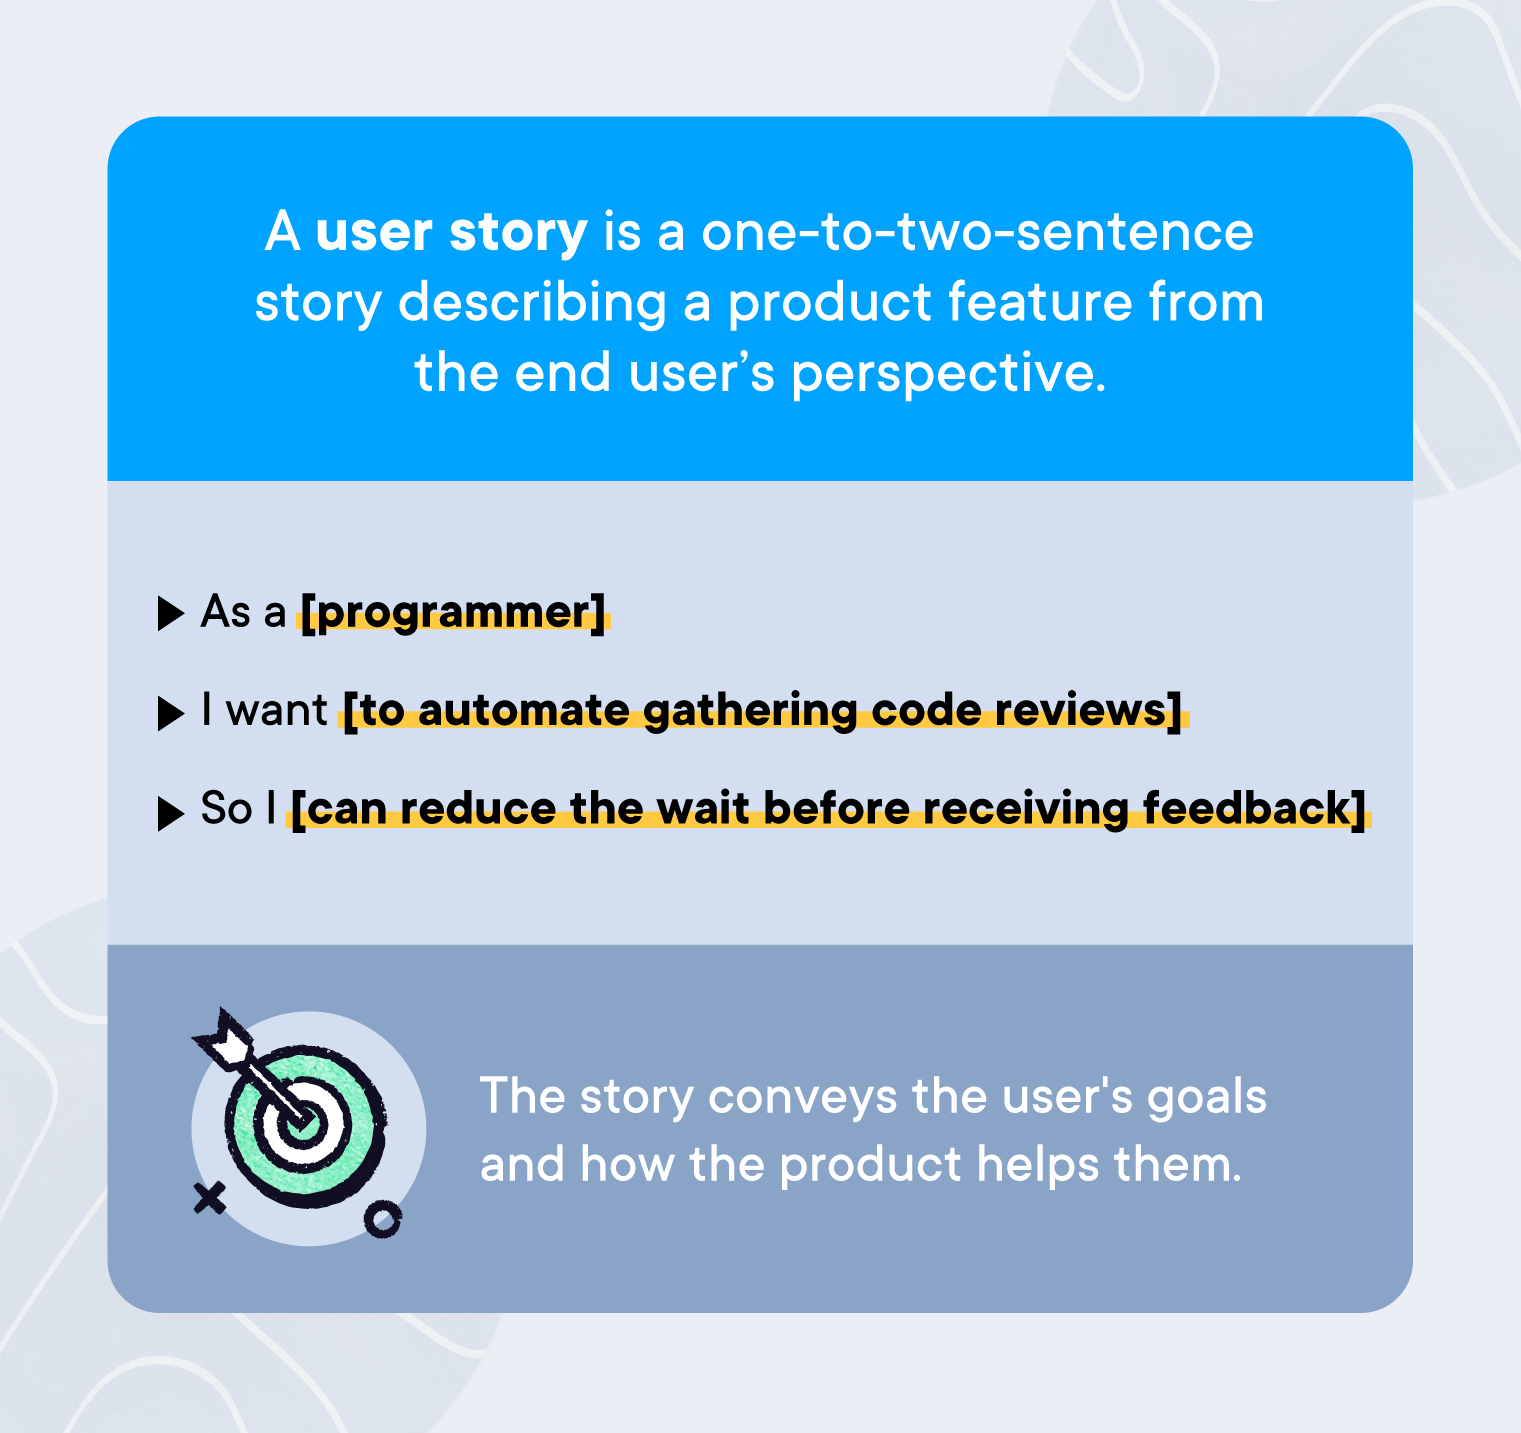 A user story is a one-to-two-sentence
story describing a product feature from
the end user’s perspective.
As a [programmer]
I want [to automate gathering code reviews]
So I [can reduce the wait before receiving feedback]
The story conveys the user's goals
and how the product helps them.